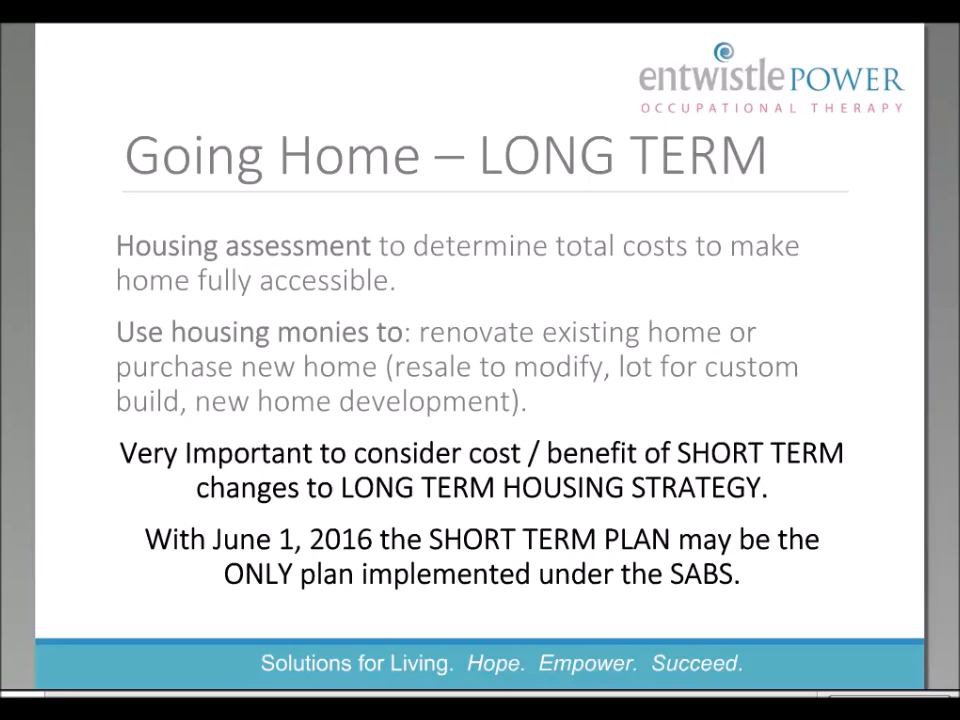 entwistle POWER
OCCUPATIONAL THERAPY
Going Home – LONG TERM
Housing assessment to determine total costs to make
home fully accessible.
Use housing monies to: renovate existing home or
purchase new home (resale to modify, lot for custom
build, new home development).
Very Important to consider cost / benefit of SHORT TERM
changes to LONG TERM HOUSING STRATEGY.
With June 1, 2016 the SHORT TERM PLAN may be the
ONLY plan implemented under the SABS.
Solutions for Living. Hope. Empower. Succeed.